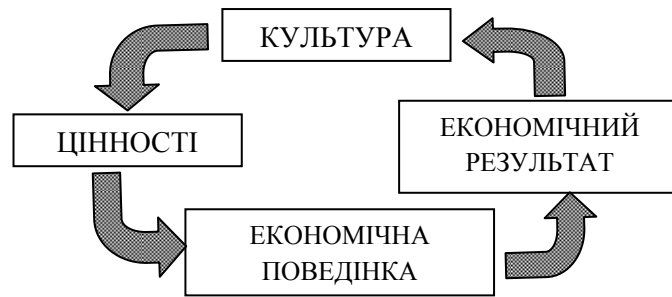 КУЛЬТУРА
ЦІННОСТІ
ЕКОНОМІЧНИЙ
РЕЗУЛЬТАТ
ЕКОНОМІЧНА
ПОВЕДІНКА